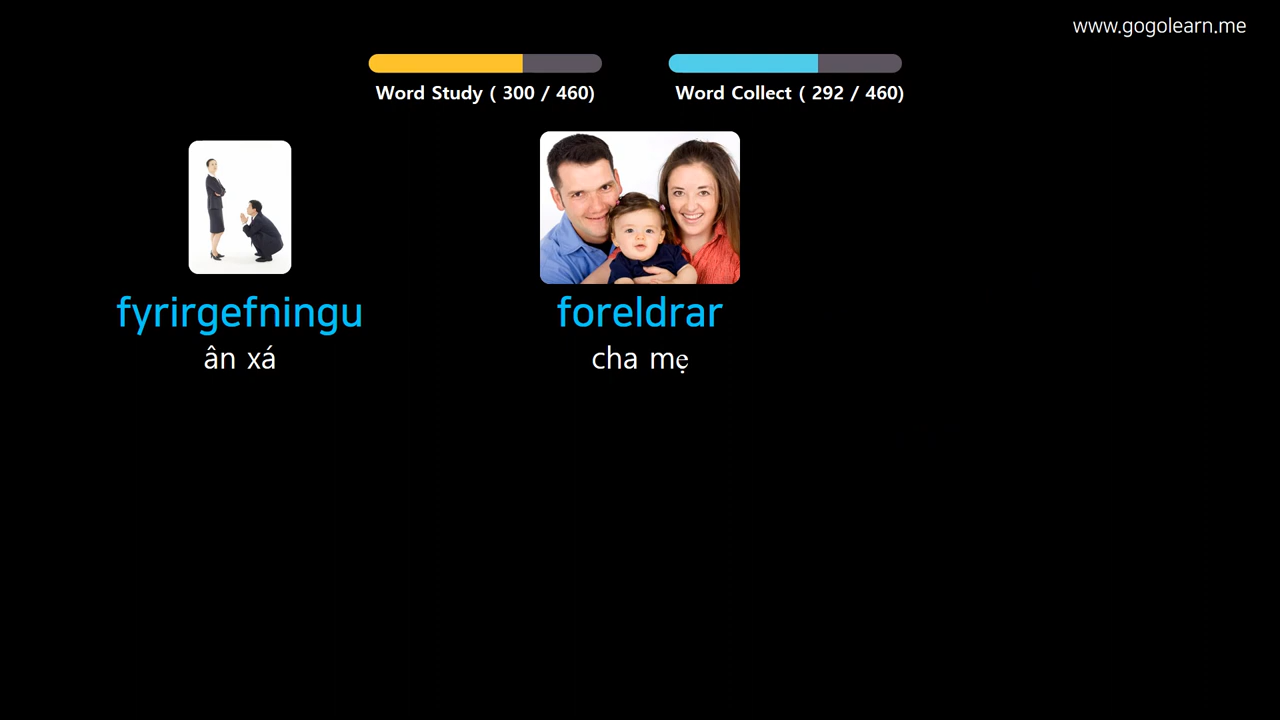 www.gogolearn.me
Word Study ( 300 / 460)
Word Collect ( 292 / 460)
fyrirgefningu
foreldrar
ân xá
cha mẹ